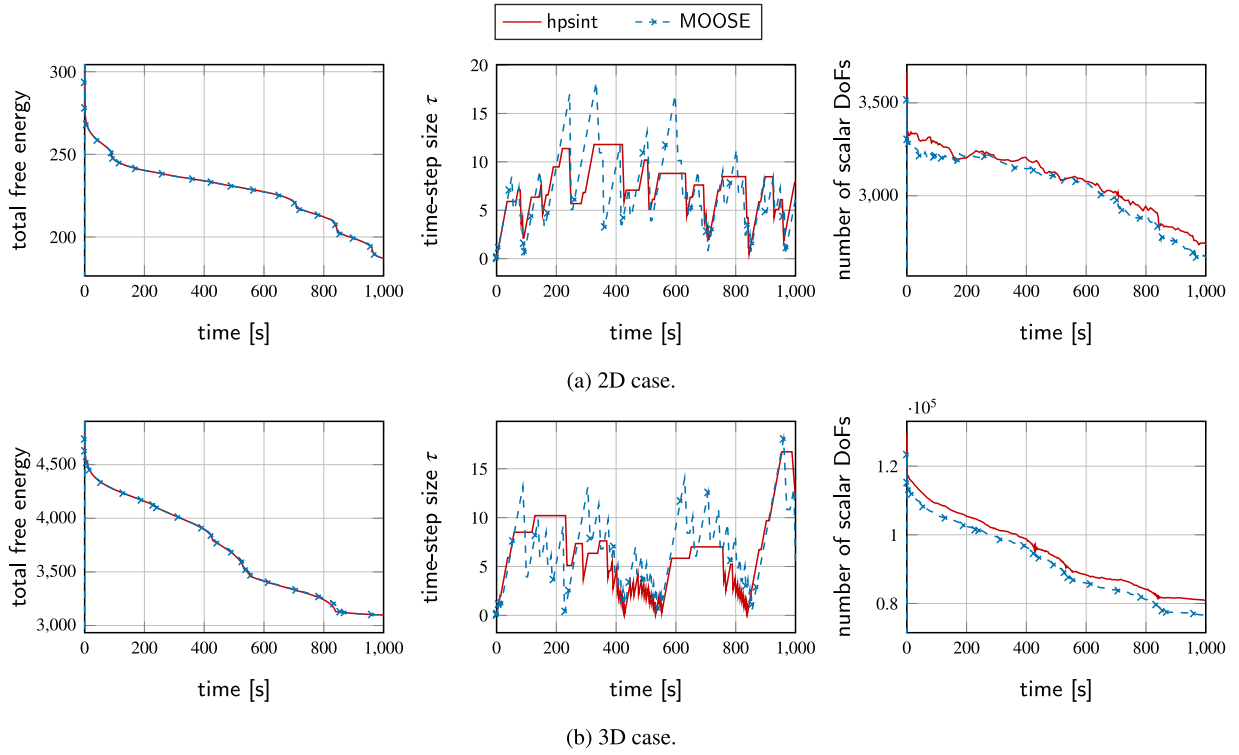 hpsint MOOSE
total free energy
300
250
200
0 200 400 600 800 1,000
time [s]
time-step size τ
20
15
10
5
0
0 200 400 600 800 1,000
time [s]
number of scalar DoFs
3,500
3,000
0 200 400 600 800 1,000
time [s]
(a) 2D case.
total free energy
4,500
4,000
3,500
3,000
0 200 400 600 800 1,000
time [s]
time-step size τ
15
10
5
0
0 200 400 600 800 1,000
time [s]
number of scalar DoFs
·10⁵
1.2
1
0.8
0 200 400 600 800 1,000
time [s]
(b) 3D case.